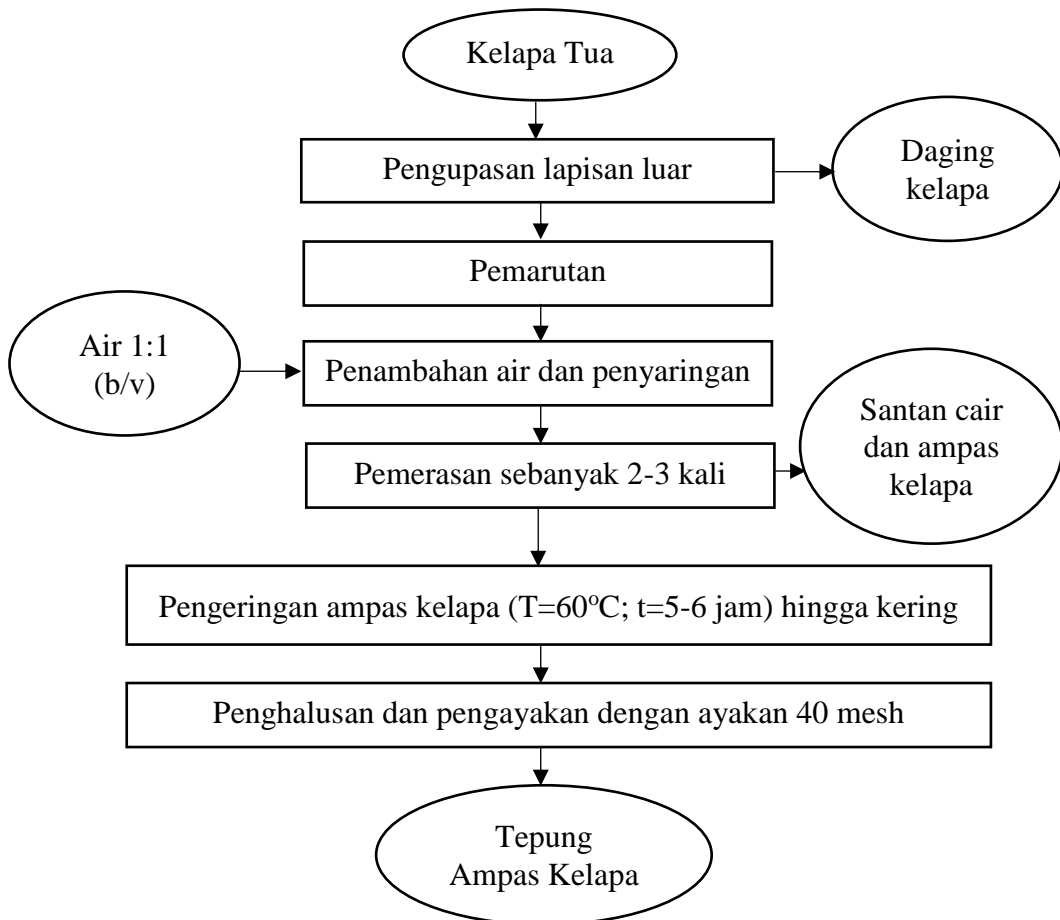 Kelapa Tua
Pengupasan lapisan luar
Daging
kelapa
Pemarutan
Air 1:1
(b/v)
Penambahan air dan penyaringan
Pemerasan sebanyak 2-3 kali
Santan cair
dan ampas
kelapa
Pengeringan ampas kelapa (T=60°C; t=5-6 jam) hingga kering
Penghalusan dan pengayakan dengan ayakan 40 mesh
Tepung
Ampas Kelapa